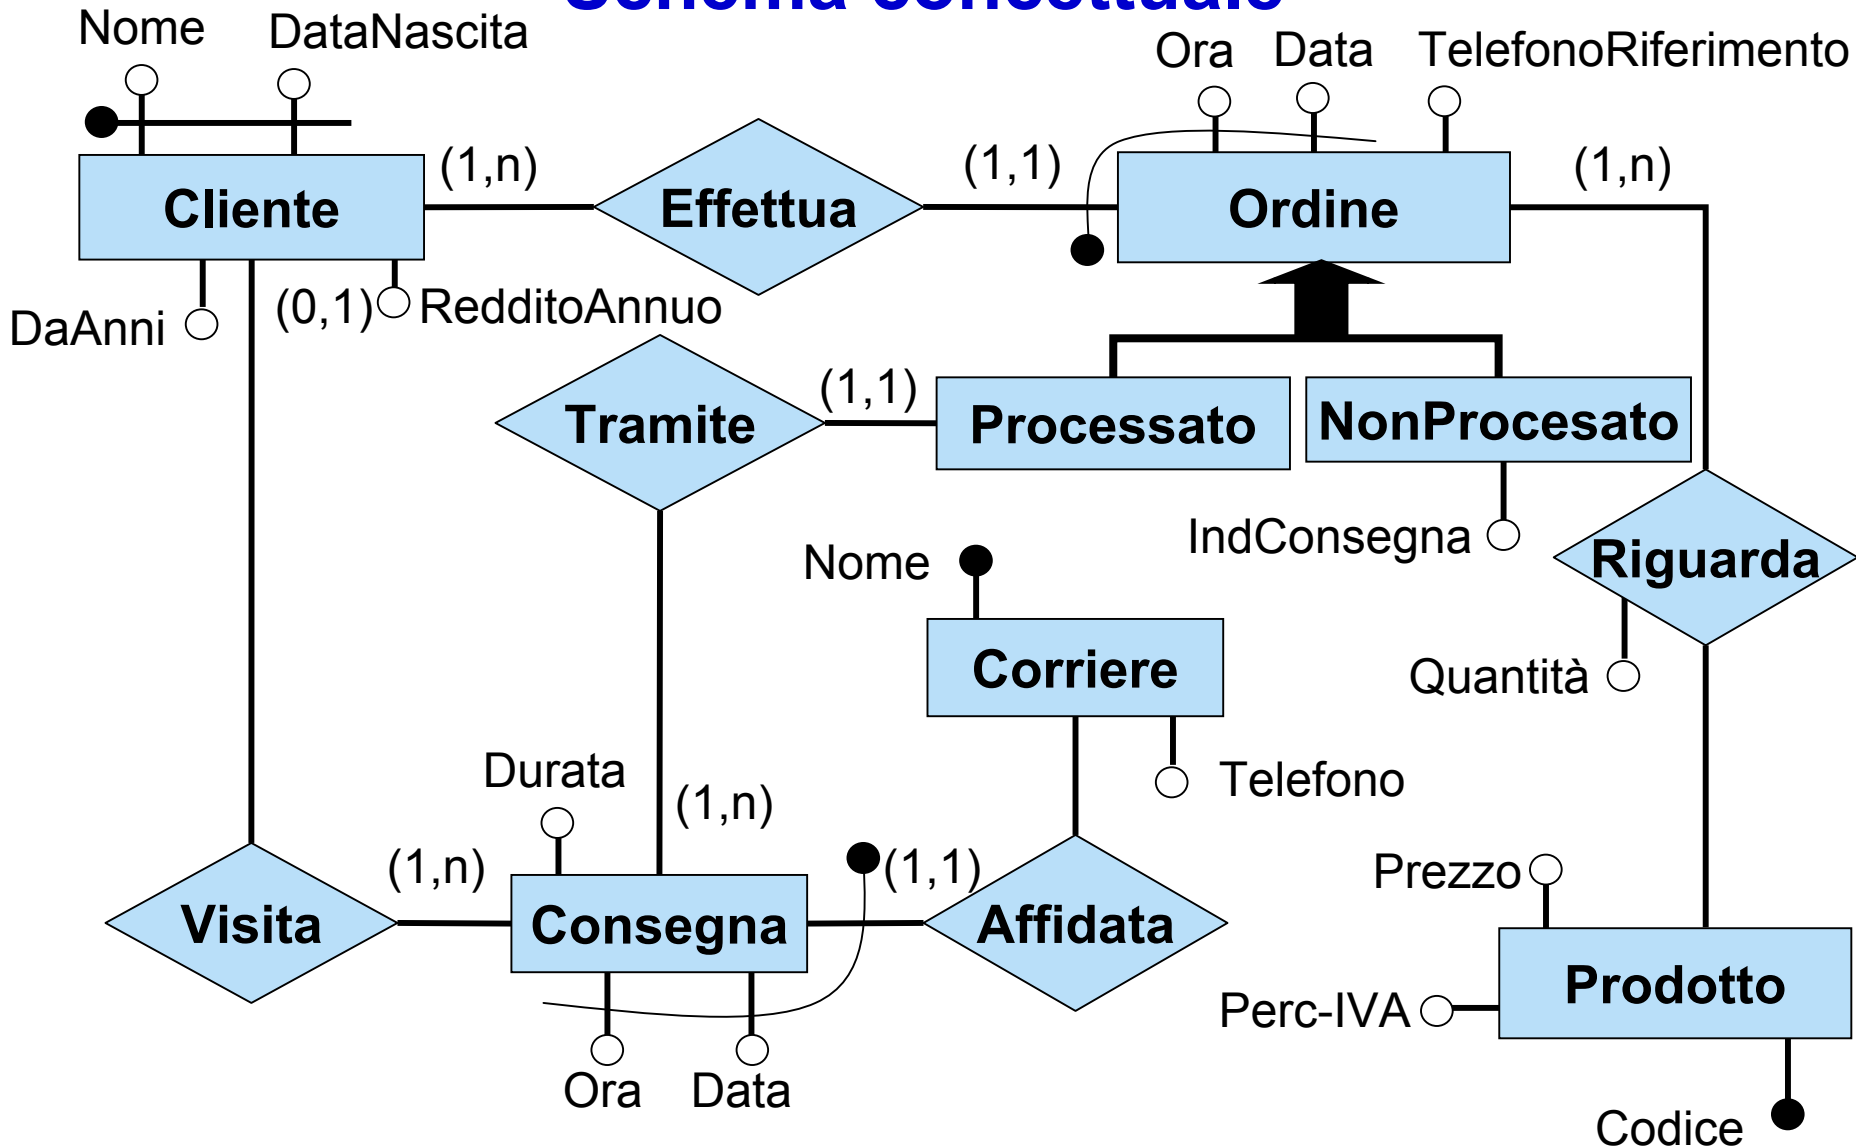 Schema concettuale
Nome DataNascita
Ora Data TelefonoRiferimento
(1,n) (1,1) (1,n)
Cliente Effettua Ordine
DaAnni (0,1) RedditoAnnuo
(1,1)
Tramite Processato NonProcesato
IndConsegna
Nome Riguarda
Corriere
Quantità
Durata Telefono
(1,n)
(1,n) (1,1) Prezzo
Visita Consegna Affidata
Prodotto
Perc-IVA
Ora Data
Codice